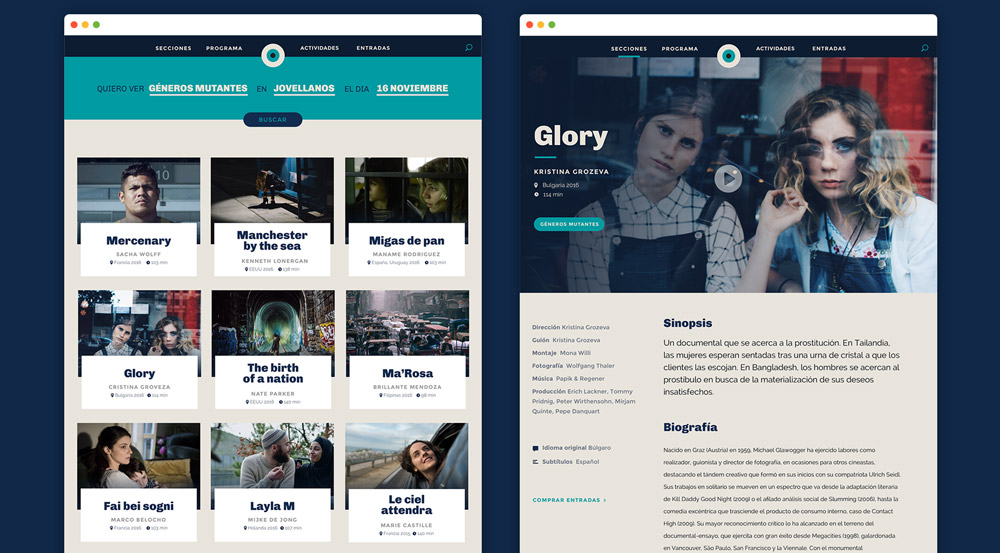 SECCIONES PROGRAMA ACTIVIDADES ENTRADAS
QUIERO VER GÉNEROS MUTANTES EN JOVELLANOS EL DIA 16 NOVIEMBRE
BUSCAR
10
Mercenary
SACHA WOLFF
Francia 2016 103 min
Manchester
by the sea
KENNETH LONERGAN
EEUU 2016 138 min
Migas de pan
MANAME RODRIGUEZ
España, Uruguay 2016 103 min
Glory
CRISTINA GROVEZA
Bulgaria 2016 114 min
The birth
of a nation
NATE PARKER
EEUU 2016 140 min
Ma'Rosa
BRILLANTE MENDOZA
Filipinas 2016 98 min
Fai bei sogni
MARCO BELOCHO
Francia 2016 103 min
Layla M
MIJKE DE JONG
Holanda 2016 107 min
Le ciel
attendra
MARIE CASTILLE
Francia 2015 140 min
SECCIONES PROGRAMA ACTIVIDADES ENTRADAS
Glory
KRISTINA GROZEVA
Bulgaria 2016
114 min
GÉNEROS MUTANTES
Dirección Kristina Grozeva
Guión Kristina Grozeva
Montaje Mona Willi
Fotografía Wolfgang Thaler
Música Papik & Regener
Producción Erich Lackner, Tommy
Pridnig, Peter Wirthensohn, Mirjam
Quinte, Pepe Danquart
Idioma original Búlgaro
Subtítulos Español
COMPRAR ENTRADAS >
Sinopsis
Un documental que se acerca a la prostitución. En Tailandia,
las mujeres esperan sentadas tras una urna de cristal a que los
clientes las escojan. En Bangladesh, los hombres se acercan al
prostíbulo en busca de la materialización de sus deseos
insatisfechos.
Biografía
Nacido en Graz (Austria) en 1959, Michael Glawogger ha ejercido labores como
realizador, guionista y director de fotografía, en ocasiones para otros cineastas,
destacando el tándem creativo que formó en sus inicios con su compatriota Ulrich Seidl.
Sus trabajos en solitario se mueven en un espectro que va desde la adaptación literaria
de Kill Daddy Good Night (2009) o el afilado análisis social de Slumming (2006), hasta la
comedia excéntrica que trasciende el producto de consumo interno, caso de Contact
High (2009). Su mayor reconocimiento crítico lo ha alcanzado en el terreno del
documental-ensayo, que ejercita con gran éxito desde Megacities (1998), galardonada
en Vancouver, São Paulo, San Francisco y la Viennale. Con el monumental